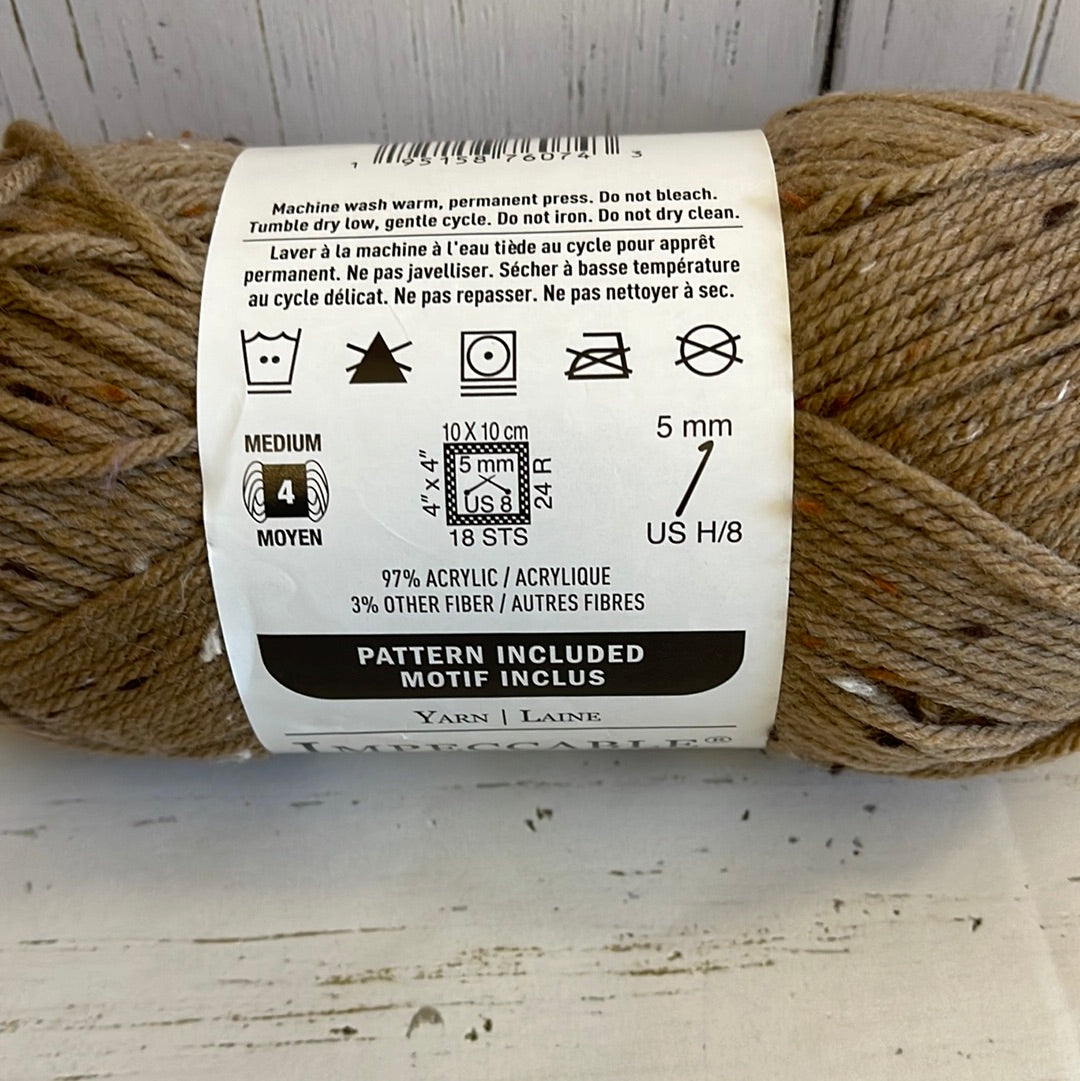 1 95158 76074 3
Machine wash warm, permanent press. Do not bleach.
Tumble dry low, gentle cycle. Do not iron. Do not dry clean.
Laver à la machine à l'eau tiède au cycle pour apprêt
permanent. Ne pas javelliser. Sécher à basse température
au cycle délicat. Ne pas repasser. Ne pas nettoyer à sec.
MEDIUM
4
MOYEN
10 X 10 cm
4" x 4"
5 mm
US 8
24 R
18 STS
5 mm
US H/8
97% ACRYLIC / ACRYLIQUE
3% OTHER FIBER / AUTRES FIBRES
PATTERN INCLUDED
MOTIF INCLUS
YARN | LAINE
IMPECCABLE®